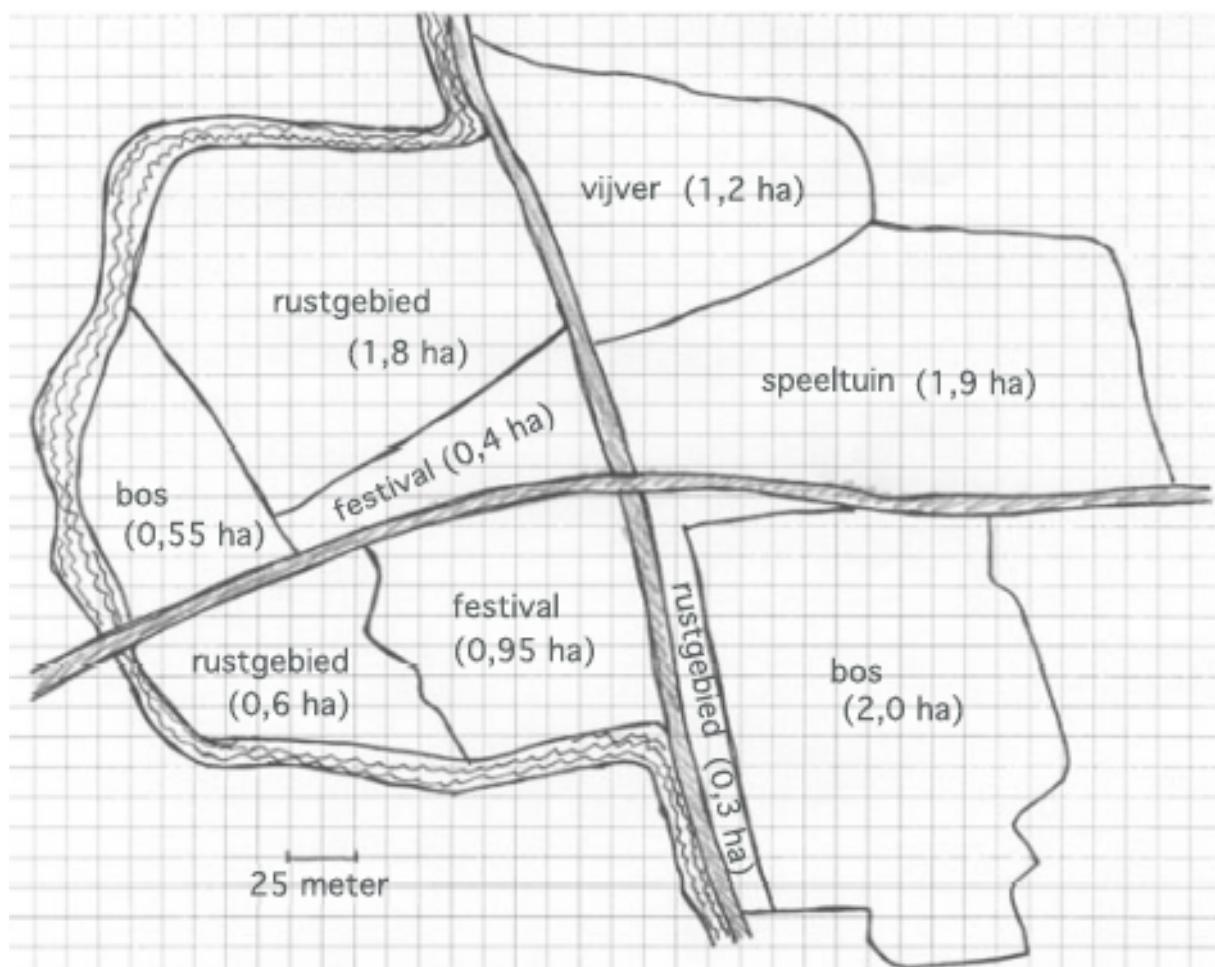 vijver (1,2 ha)
rustgebied
(1,8 ha)
speeltuin (1,9 ha)
festival (0,4 ha)
bos
(0,55 ha)
festival
(0,95 ha)
rustgebied
(0,6 ha)
rustgebied (0,3 ha)
bos
(2,0 ha)
25 meter